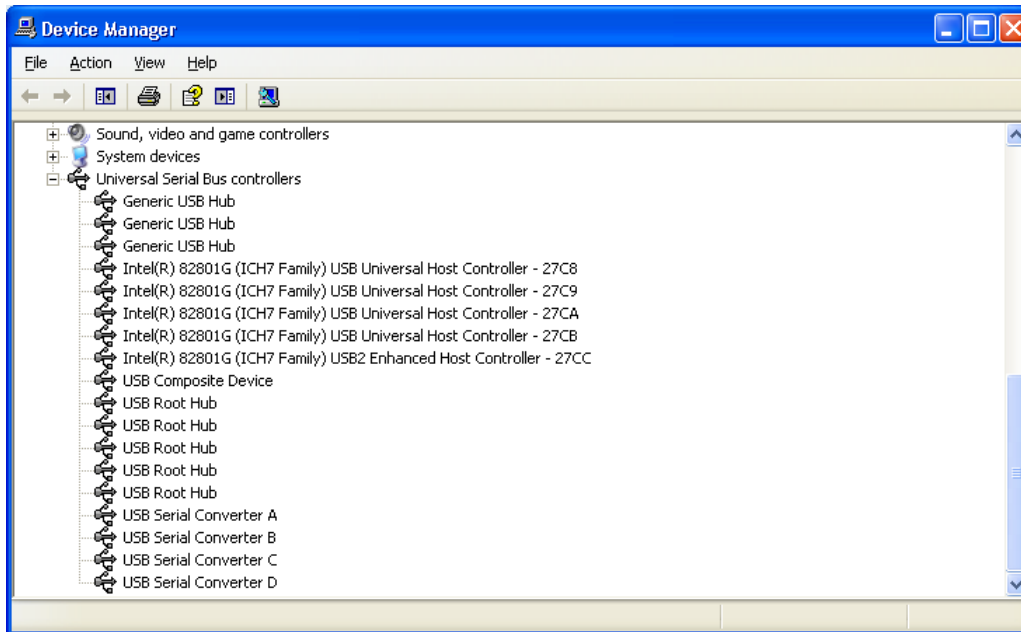 Device Manager
File Action View Help
Sound, video and game controllers
System devices
Universal Serial Bus controllers
Generic USB Hub
Generic USB Hub
Generic USB Hub
Intel(R) 82801G (ICH7 Family) USB Universal Host Controller - 27C8
Intel(R) 82801G (ICH7 Family) USB Universal Host Controller - 27C9
Intel(R) 82801G (ICH7 Family) USB Universal Host Controller - 27CA
Intel(R) 82801G (ICH7 Family) USB Universal Host Controller - 27CB
Intel(R) 82801G (ICH7 Family) USB2 Enhanced Host Controller - 27CC
USB Composite Device
USB Root Hub
USB Root Hub
USB Root Hub
USB Root Hub
USB Root Hub
USB Serial Converter A
USB Serial Converter B
USB Serial Converter C
USB Serial Converter D